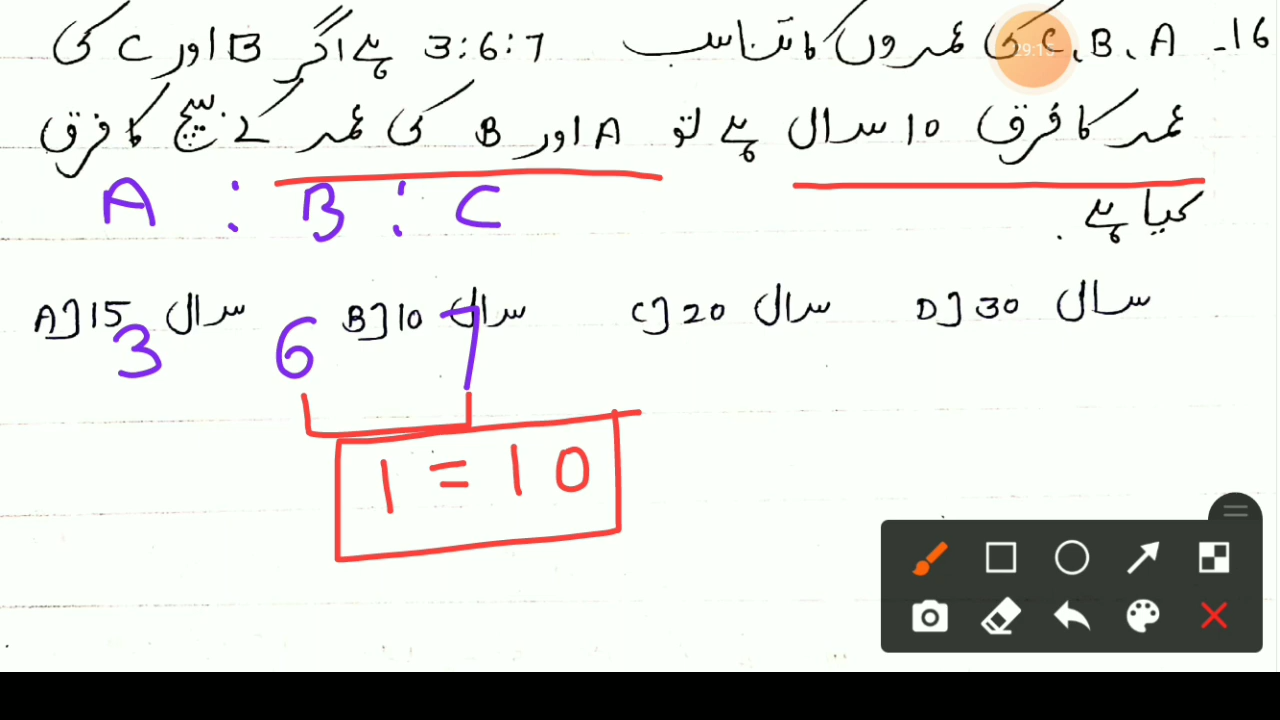 16۔ A، B، C کی عمروں کا تناسب 3:6:7 ہے اگر B اور C کی
عمر کا فرق 10 سال ہے تو A اور B کی عمر کے بیچ کا فرق
کیا ہے.
A : B : C
A] 15 سال B] 10 سال C] 20 سال D] 30 سال
3 6 7
1 = 10
29:15